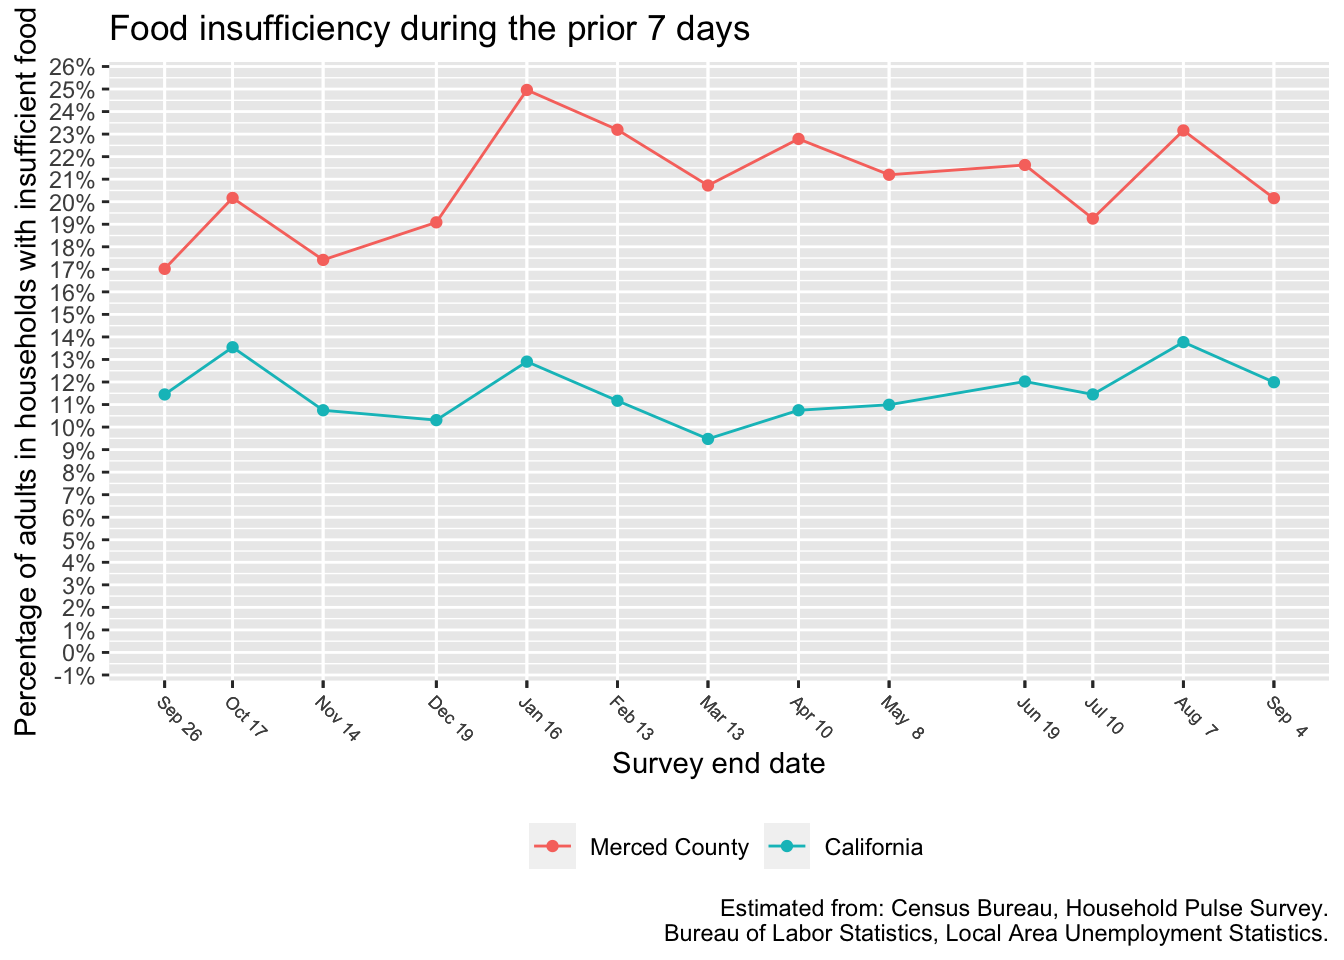 Food insufficiency during the prior 7 days
Percentage of adults in households with insufficient food
26%
25%
24%
23%
22%
21%
20%
19%
18%
17%
16%
15%
14%
13%
12%
11%
10%
9%
8%
7%
6%
5%
4%
3%
2%
1%
0%
-1%
Sep 26
Oct 17
Nov 14
Dec 19
Jan 16
Feb 13
Mar 13
Apr 10
May 8
Jun 19
Jul 10
Aug 7
Sep 4
Survey end date
Merced County
California
Estimated from: Census Bureau, Household Pulse Survey.
Bureau of Labor Statistics, Local Area Unemployment Statistics.